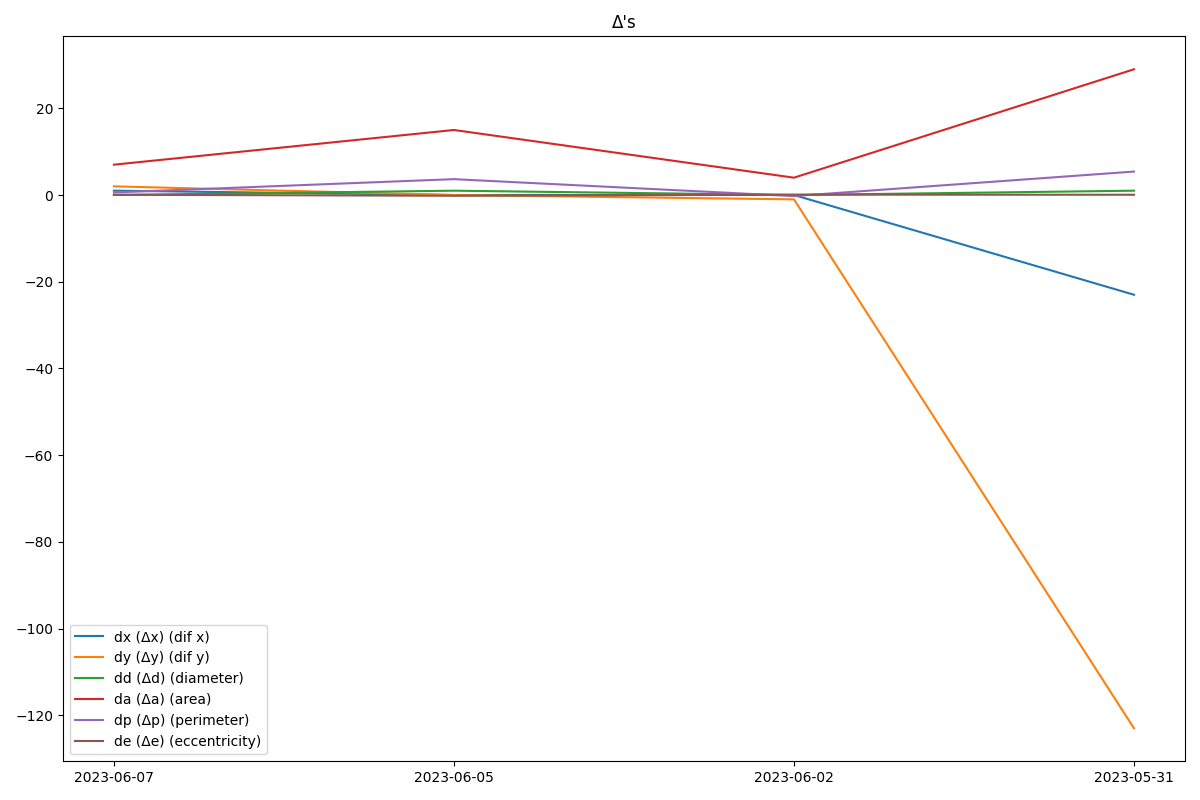 Δ's
20
0
−20
−40
−60
−80
−100
−120
dx (Δx) (dif x)
dy (Δy) (dif y)
dd (Δd) (diameter)
da (Δa) (area)
dp (Δp) (perimeter)
de (Δe) (eccentricity)
2023-06-07 2023-06-05 2023-06-02 2023-05-31